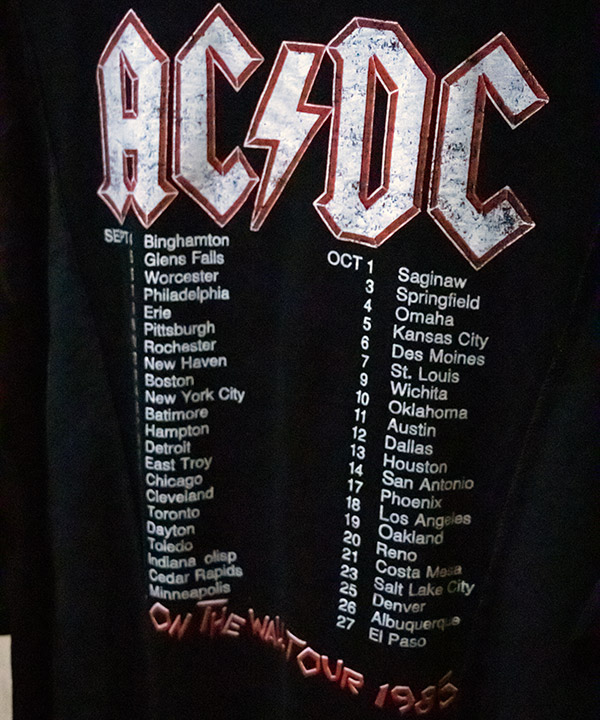 AC/DC
SEPT
Binghamton
Glens Falls
Worcester
Philadelphia
Erie
Pittsburgh
Rochester
New Haven
Boston
New York City
Batimore
Hampton
Detroit
East Troy
Chicago
Cleveland
Toronto
Dayton
Toledo
Indiana olisp
Cedar Rapids
Minneapolis
OCT 1 Saginaw
3 Springfield
4 Omaha
5 Kansas City
6 Des Moines
7 St. Louis
9 Wichita
10 Oklahoma
11 Austin
12 Dallas
13 Houston
14 San Antonio
17 Phoenix
18 Los Angeles
19 Oakland
20 Reno
21 Costa Mesa
23 Salt Lake City
25 Denver
26 Albuquerque
27 El Paso
ON THE WALL TOUR 1985